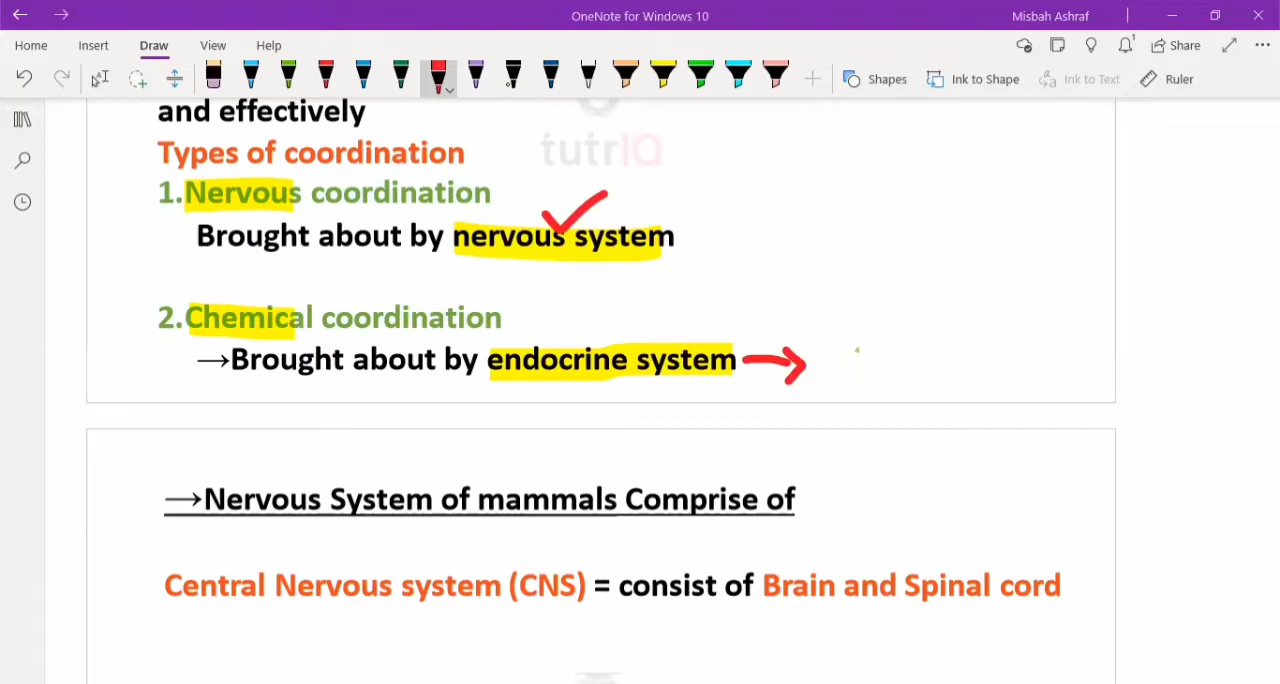 OneNote for Windows 10
Misbah Ashraf
Home Insert Draw View Help
Share
Shapes Ink to Shape Ink to Text Ruler
and effectively
tutrIQ
Types of coordination
1.Nervous coordination
Brought about by nervous system
2.Chemical coordination
→Brought about by endocrine system
→Nervous System of mammals Comprise of
Central Nervous system (CNS) = consist of Brain and Spinal cord